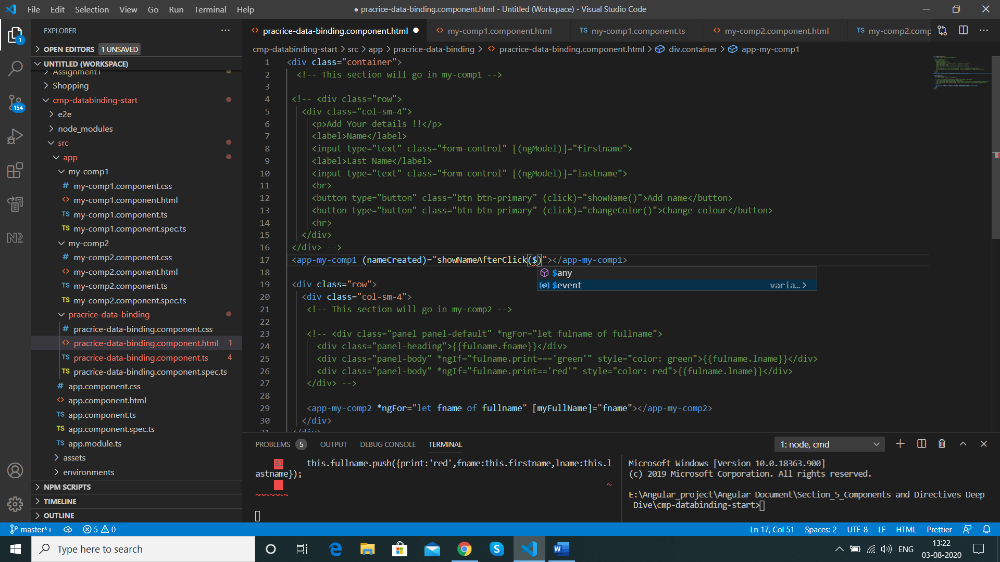 File Edit Selection View Go Run Terminal Help
● pracrice-data-binding.component.html - Untitled (Workspace) - Visual Studio Code
EXPLORER
OPEN EDITORS 1 UNSAVED
UNTITLED (WORKSPACE)
Assignment1
Shopping
cmp-databinding-start
e2e
node_modules
src
app
my-comp1
# my-comp1.component.css
<> my-comp1.component.html
TS my-comp1.component.ts
TS my-comp1.component.spec.ts
my-comp2
# my-comp2.component.css
<> my-comp2.component.html
TS my-comp2.component.ts
TS my-comp2.component.spec.ts
pracrice-data-binding
# pracrice-data-binding.component.css
<> pracrice-data-binding.component.html 1
TS pracrice-data-binding.component.ts 4
TS pracrice-data-binding.component.spec.ts
# app.component.css
<> app.component.html
TS app.component.ts
TS app.component.spec.ts
TS app.module.ts
assets
environments
NPM SCRIPTS
TIMELINE
OUTLINE
1
154
<> pracrice-data-binding.component.html ● <> my-comp1.component.html TS my-comp1.component.ts <> my-comp2.component.html TS my-comp2.comp
cmp-databinding-start > src > app > pracrice-data-binding > <> pracrice-data-binding.component.html > div.container > app-my-comp1
1 <div class="container">
2 <!-- This section will go in my-comp1 -->
3
4 <!-- <div class="row">
5 <div class="col-sm-4">
6 <p>Add Your details !!</p>
7 <label>Name</label>
8 <input type="text" class="form-control" [(ngModel)]="firstname">
9 <label>Last Name</label>
10 <input type="text" class="form-control" [(ngModel)]="lastname">
11 <br>
12 <button type="button" class="btn btn-primary" (click)="showName()">Add name</button>
13 <button type="button" class="btn btn-primary" (click)="changeColor()">Change colour</button>
14 <hr>
15 </div>
16 </div> -->
17 <app-my-comp1 (nameCreated)="showNameAfterClick($)"></app-my-comp1>
18
$any
$event varia... >
19 <div class="row">
20 <div class="col-sm-4">
21 <!-- This section will go in my-comp2 -->
22
23 <!-- <div class="panel panel-default" *ngFor="let fulname of fullname">
24 <div class="panel-heading">{{fulname.fname}}</div>
25 <div class="panel-body" *ngIf="fulname.print==='green'" style="color: green">{{fulname.lname}}</div>
26 <div class="panel-body" *ngIf="fulname.print=='red'" style="color: red">{{fulname.lname}}</div>
27 </div> -->
28
29 <app-my-comp2 *ngFor="let fname of fullname" [myFullName]="fname"></app-my-comp2>
30 </div>
31 </div>
PROBLEMS 5 OUTPUT DEBUG CONSOLE TERMINAL 1: node, cmd
31 this.fullname.push({print:'red',fname:this.firstname,lname:this.l
astname});
~
~~~~~~~
Microsoft Windows [Version 10.0.18363.900]
(c) 2019 Microsoft Corporation. All rights reserved.
E:\Angular_project\Angular Document\Section_5_Components and Directives Deep
Dive\cmp-databinding-start>
master*+ 5 0 Ln 17, Col 51 Spaces: 2 UTF-8 LF HTML Prettier
Type here to search
ENG
13:22
03-08-2020